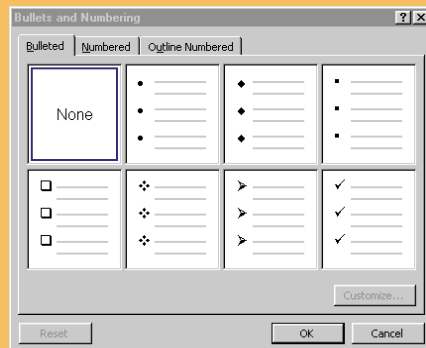 Bullets and Numbering
Bulleted Numbered Outline Numbered
None
Customize...
Reset OK Cancel